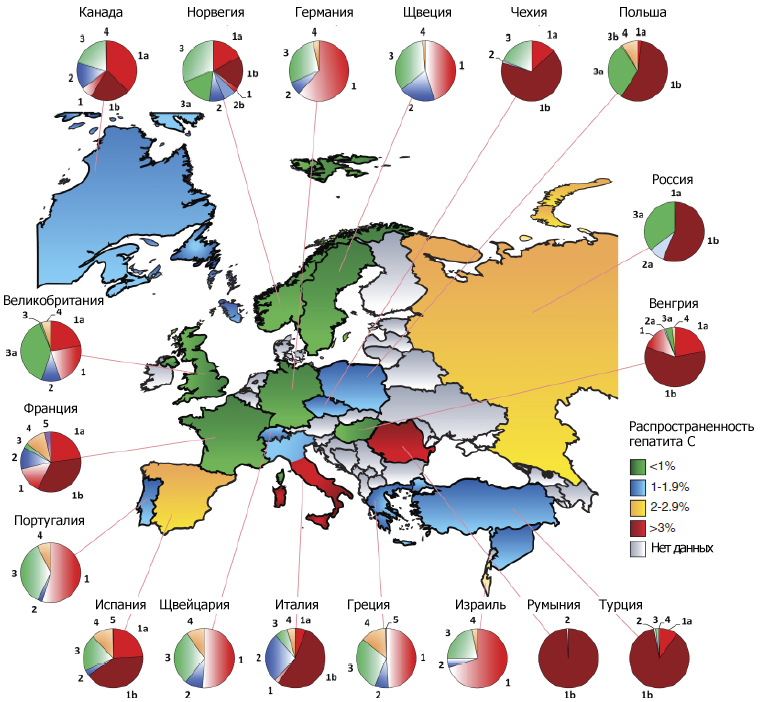 Канада
Норвегия
Германия
Щвеция
Чехия
Польша
3
4
1a
2
1
1b
3
1a
1b
1
2b
2
3a
3
4
2
1
3
4
2
1
3
1a
2
1b
3b
4
1a
3a
1b
Россия
1a
3a
1b
2a
Великобритания
3
4
1a
3a
1
2
Венгрия
2a
3a
4
1
1a
1b
Франция
4
5
3
1a
2
1
1b
Распространенность
гепатита С
<1%
1-1.9%
2-2.9%
>3%
Нет данных
Португалия
4
3
1
2
Испания
Щвейцария
Италия
Греция
Израиль
Румыния
Турция
4
5
3
1a
2
1b
4
3
1
2
3
4
1a
2
1
1b
4
5
3
1
2
4
3
2
1
2
1b
2
3
4
1a
1b